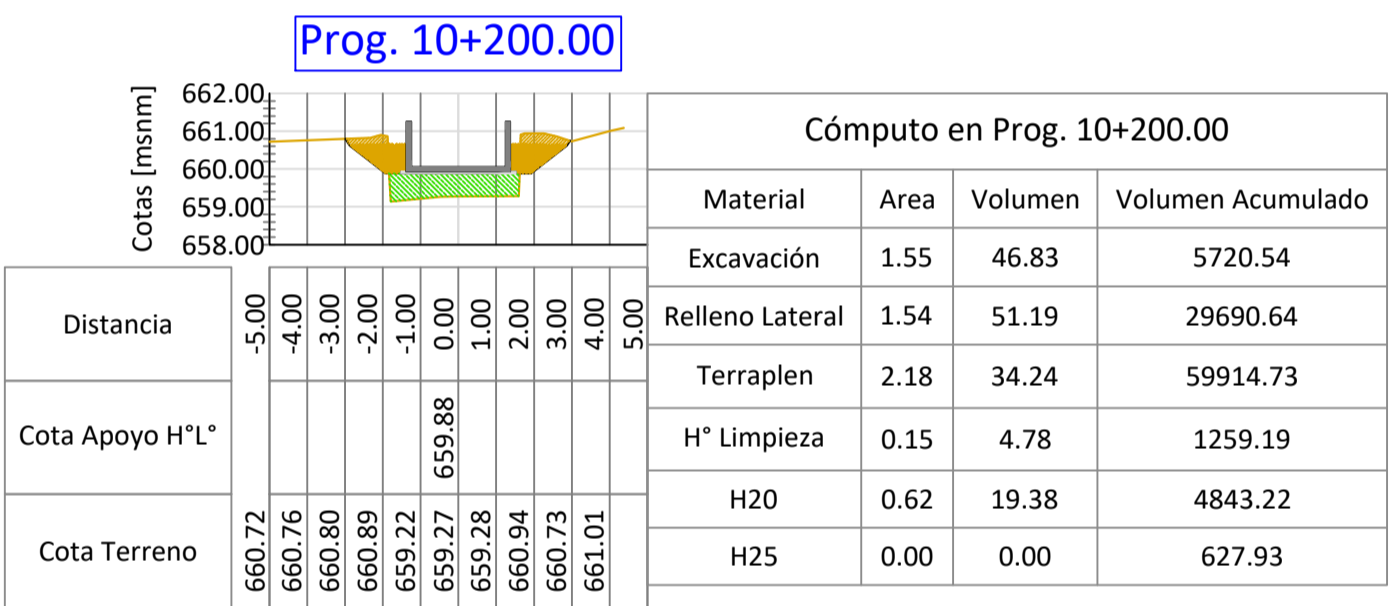 Prog. 10+200.00
Cotas [msnm]
662.00
661.00
660.00
659.00
658.00
Distancia
-5.00 -4.00 -3.00 -2.00 -1.00 0.00 1.00 2.00 3.00 4.00 5.00
Cota Apoyo H°L°
659.88
Cota Terreno
660.72 660.76 660.80 660.89 659.22 659.27 659.28 660.94 660.73 661.01
Cómputo en Prog. 10+200.00
Material Area Volumen Volumen Acumulado
Excavación 1.55 46.83 5720.54
Relleno Lateral 1.54 51.19 29690.64
Terraplen 2.18 34.24 59914.73
H° Limpieza 0.15 4.78 1259.19
H20 0.62 19.38 4843.22
H25 0.00 0.00 627.93